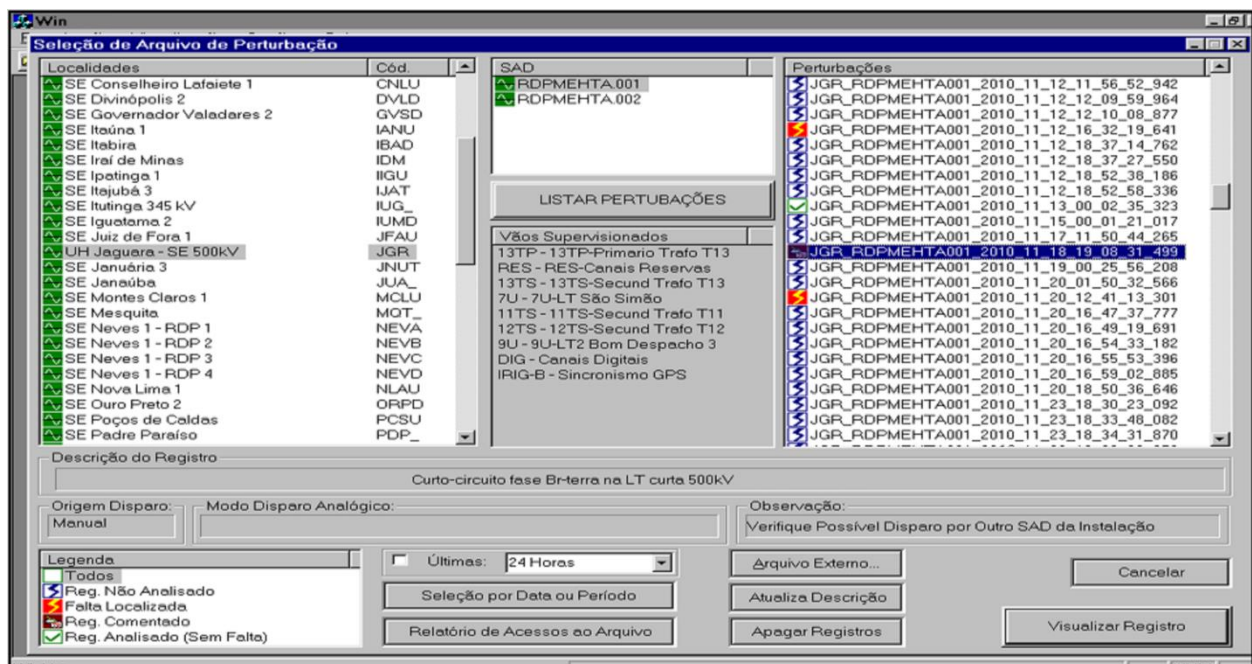 Win
Seleção de Arquivo de Perturbação
Localidades Cód.
SE Conselheiro Lafaiete 1 CNLU
SE Divinópolis 2 DVLD
SE Governador Valadares 2 GVSD
SE Itaúna 1 IANU
SE Itabira IBAD
SE Iraí de Minas IDM
SE Ipatinga 1 IIGU
SE Itajubá 3 IJAT
SE Itutinga 345 kV IUG_
SE Iguatama 2 IUMD
SE Juiz de Fora 1 JFAU
UH Jaguara - SE 500kV JGR
SE Januária 3 JNUT
SE Janaúba JUA_
SE Montes Claros 1 MCLU
SE Mesquita MQT_
SE Neves 1 - RDP 1 NEVA
SE Neves 1 - RDP 2 NEVB
SE Neves 1 - RDP 3 NEVC
SE Neves 1 - RDP 4 NEVD
SE Nova Lima 1 NLAU
SE Ouro Preto 2 ORPD
SE Poços de Caldas PCSU
SE Padre Paraíso PDP_
SAD
RDPMEHTA.001
RDPMEHTA.002
LISTAR PERTUBAÇÕES
Vãos Supervisionados
13TP - 13TP-Primario Trafo T13
RES - RES-Canais Reservas
13TS - 13TS-Secund Trafo T13
7U - 7U-LT São Simão
11TS - 11TS-Secund Trafo T11
12TS - 12TS-Secund Trafo T12
9U - 9U-LT2 Bom Despacho 3
DIG - Canais Digitais
IRIG-B - Sincronismo GPS
Perturbações
JGR_RDPMEHTA001_2010_11_12_11_56_52_942
JGR_RDPMEHTA001_2010_11_12_12_09_59_964
JGR_RDPMEHTA001_2010_11_12_12_10_08_877
JGR_RDPMEHTA001_2010_11_12_16_32_19_641
JGR_RDPMEHTA001_2010_11_12_18_37_14_762
JGR_RDPMEHTA001_2010_11_12_18_37_27_550
JGR_RDPMEHTA001_2010_11_12_18_52_38_186
JGR_RDPMEHTA001_2010_11_12_18_52_58_336
JGR_RDPMEHTA001_2010_11_13_00_02_35_323
JGR_RDPMEHTA001_2010_11_15_00_01_21_017
JGR_RDPMEHTA001_2010_11_17_11_50_44_265
JGR_RDPMEHTA001_2010_11_18_19_08_31_499
JGR_RDPMEHTA001_2010_11_19_00_25_56_208
JGR_RDPMEHTA001_2010_11_20_01_50_32_566
JGR_RDPMEHTA001_2010_11_20_12_41_13_301
JGR_RDPMEHTA001_2010_11_20_16_47_37_777
JGR_RDPMEHTA001_2010_11_20_16_49_19_691
JGR_RDPMEHTA001_2010_11_20_16_54_33_182
JGR_RDPMEHTA001_2010_11_20_16_55_53_396
JGR_RDPMEHTA001_2010_11_20_16_59_02_885
JGR_RDPMEHTA001_2010_11_20_18_50_36_646
JGR_RDPMEHTA001_2010_11_23_18_30_23_092
JGR_RDPMEHTA001_2010_11_23_18_33_48_082
JGR_RDPMEHTA001_2010_11_23_18_34_31_870
Descrição do Registro
Curto-circuito fase Br-terra na LT curta 500kV
Origem Disparo:
Manual
Modo Disparo Analógico:
Observação:
Verifique Possível Disparo por Outro SAD da Instalação
Legenda
Todos
Reg. Não Analisado
Falta Localizada
Reg. Comentado
Reg. Analisado (Sem Falta)
Últimas: 24 Horas
Seleção por Data ou Período
Relatório de Acessos ao Arquivo
Arquivo Externo...
Atualiza Descrição
Apagar Registros
Cancelar
Visualizar Registro